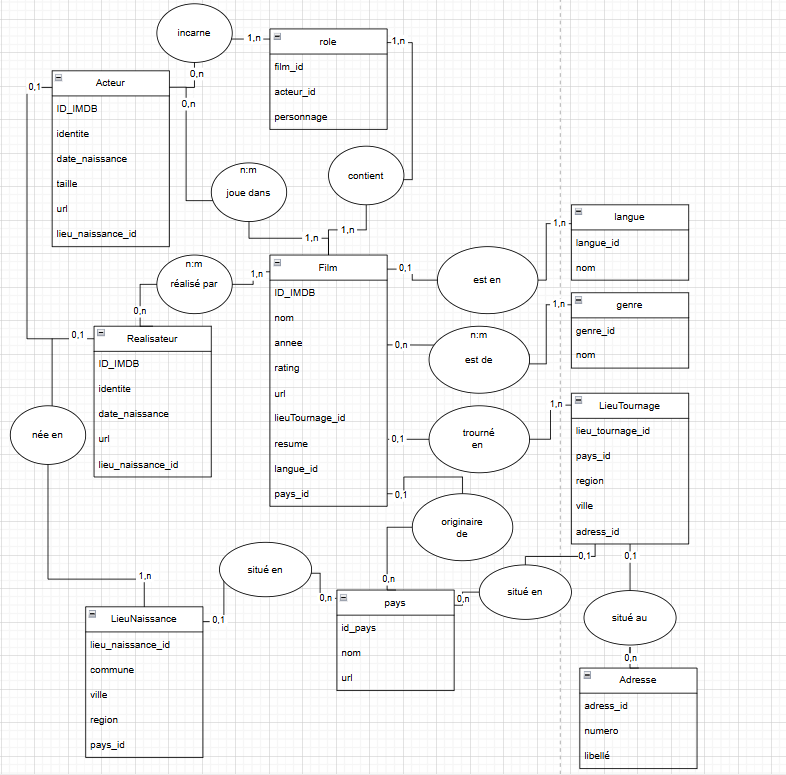 incarne
1,n
role
film_id
acteur_id
personnage
1,n
0,n
0,1
Acteur
ID_IMDB
identite
date_naissance
taille
url
lieu_naissance_id
0,n
n:m
joue dans
1,n
contient
1,n
langue
langue_id
nom
1,n
est en
0,1
n:m
réalisé par
1,n
0,n
Film
ID_IMDB
nom
annee
rating
url
lieuTournage_id
resume
langue_id
pays_id
genre
genre_id
nom
1,n
n:m
est de
0,n
0,1
Realisateur
ID_IMDB
identite
date_naissance
url
lieu_naissance_id
LieuTournage
lieu_tournage_id
pays_id
region
ville
adress_id
1,n
trourné
en
0,1
née en
0,1
originaire
de
0,n
situé en
0,n
0,1
1,n
LieuNaissance
lieu_naissance_id
commune
ville
region
pays_id
pays
id_pays
nom
url
0,n
situé en
0,1
0,1
situé au
0,n
Adresse
adress_id
numero
libellé